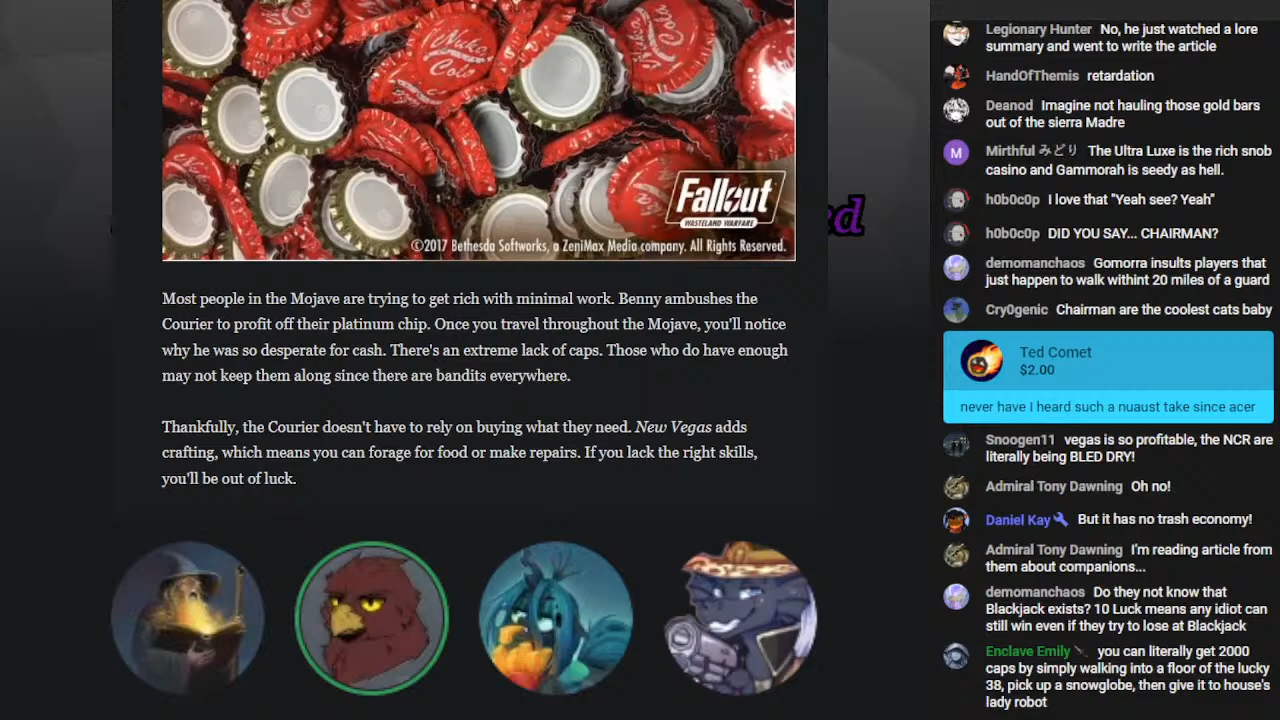 Nuka
Cola
Nuka
Cola
Fallout
WASTELAND WARFARE
©2017 Bethesda Softworks, a ZeniMax Media company. All Rights Reserved.
ed
Most people in the Mojave are trying to get rich with minimal work. Benny ambushes the
Courier to profit off their platinum chip. Once you travel throughout the Mojave, you'll notice
why he was so desperate for cash. There's an extreme lack of caps. Those who do have enough
may not keep them along since there are bandits everywhere.
Thankfully, the Courier doesn't have to rely on buying what they need. New Vegas adds
crafting, which means you can forage for food or make repairs. If you lack the right skills,
you'll be out of luck.
Legionary Hunter No, he just watched a lore
summary and went to write the article
HandOfThemis retardation
Deanod Imagine not hauling those gold bars
out of the sierra Madre
M
Mirthful みどり The Ultra Luxe is the rich snob
casino and Gammorah is seedy as hell.
h0b0c0p I love that "Yeah see? Yeah"
h0b0c0p DID YOU SAY... CHAIRMAN?
demomanchaos Gomorra insults players that
just happen to walk withint 20 miles of a guard
Cry0genic Chairman are the coolest cats baby
Ted Comet
$2.00
never have I heard such a nuaust take since acer
Snoogen11 vegas is so profitable, the NCR are
literally being BLED DRY!
Admiral Tony Dawning Oh no!
Daniel Kay But it has no trash economy!
Admiral Tony Dawning I'm reading article from
them about companions...
demomanchaos Do they not know that
Blackjack exists? 10 Luck means any idiot can
still win even if they try to lose at Blackjack
Enclave Emily you can literally get 2000
caps by simply walking into a floor of the lucky
38, pick up a snowglobe, then give it to house's
lady robot